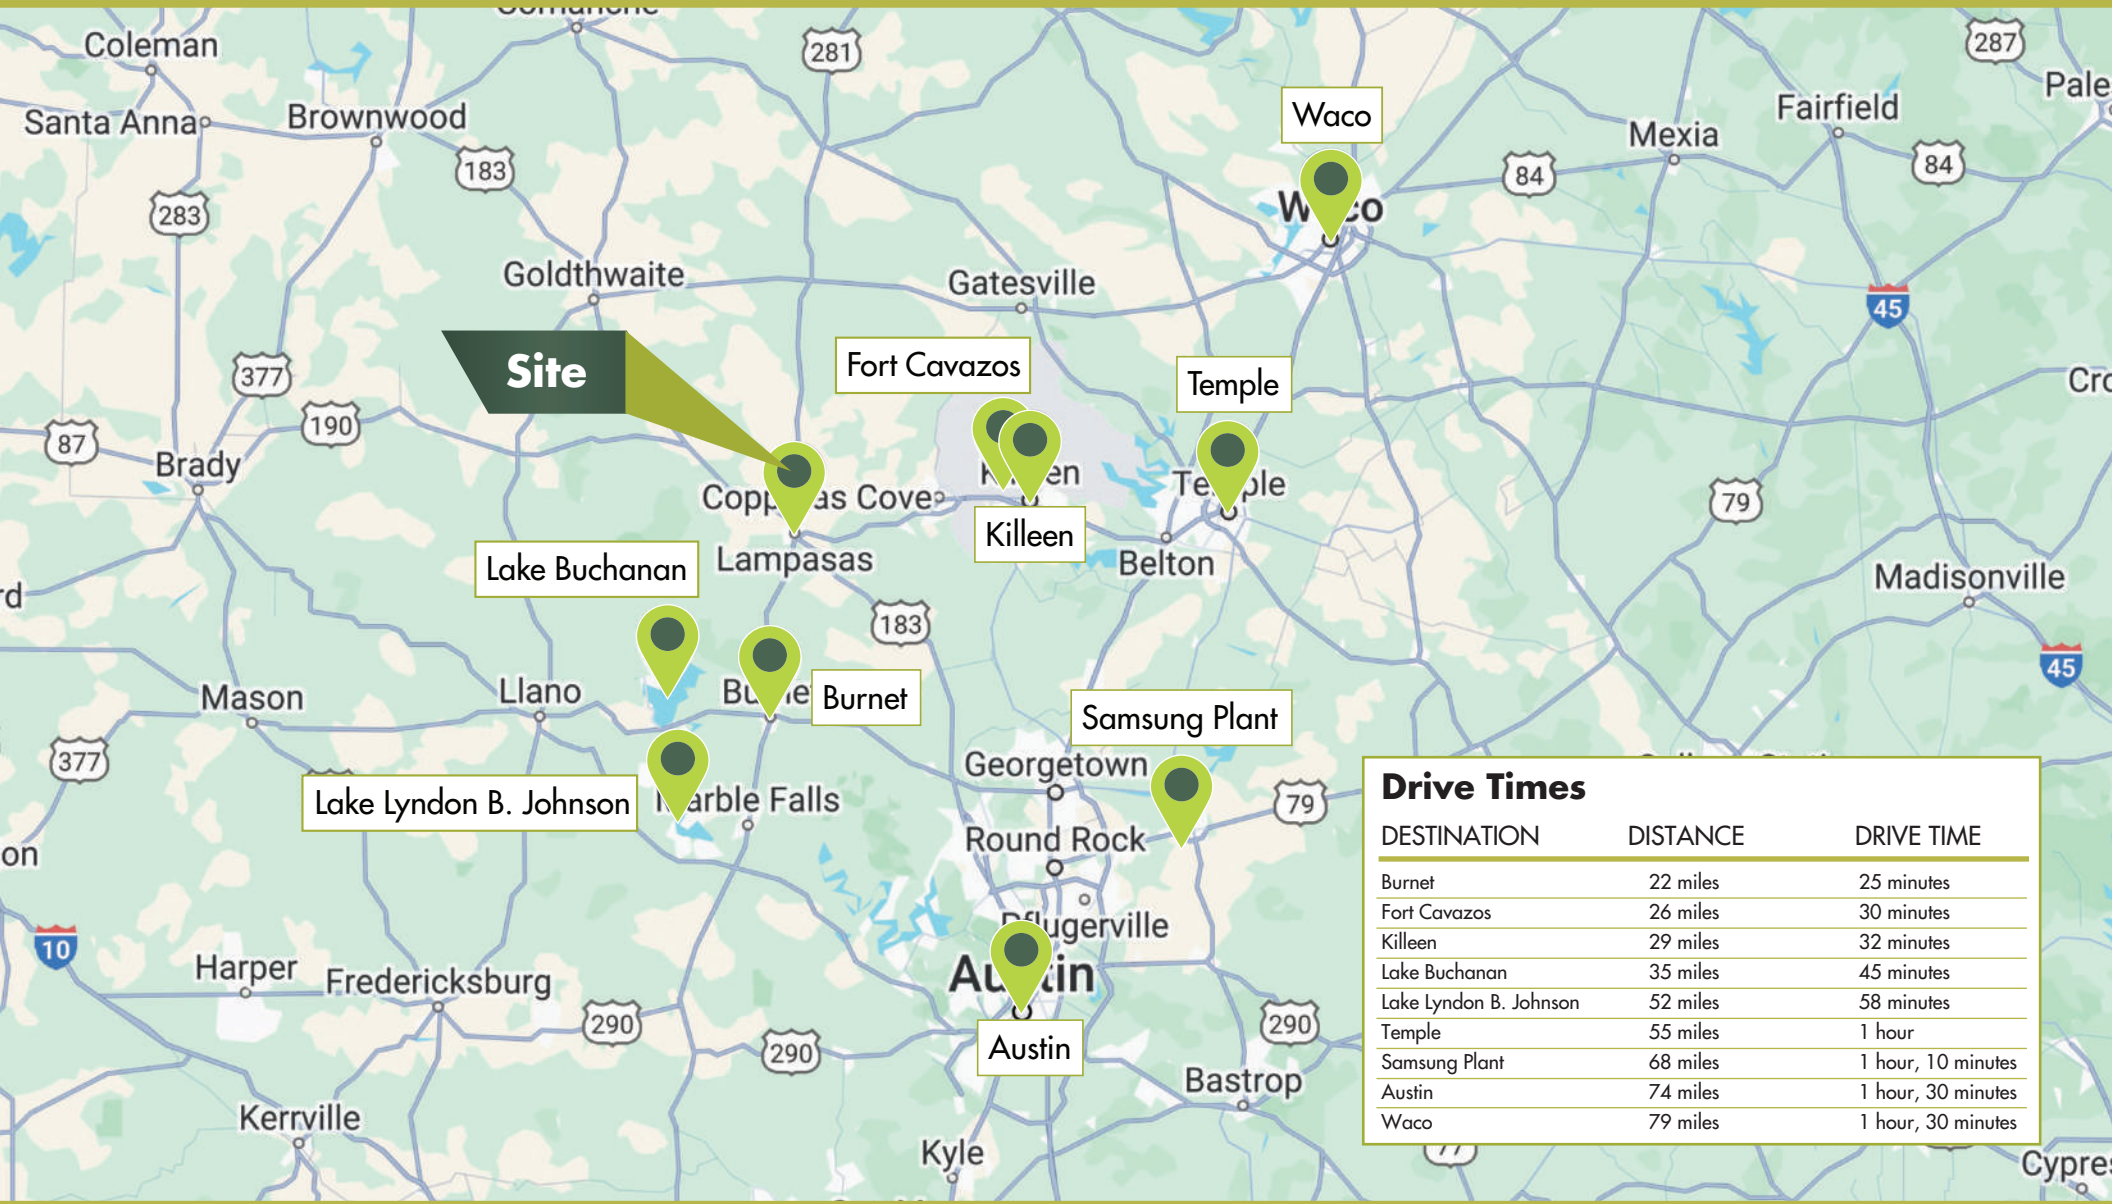 Coleman
281
287
Santa Anna
Brownwood
Waco
Fairfield
Mexia
183
84
84
283
Goldthwaite
Gatesville
45
Site
Fort Cavazos
Temple
377
190
87
Brady
Killeen
79
Lake Buchanan
Lampasas
Belton
Madisonville
183
45
Mason
Llano
Burnet
Samsung Plant
377
Georgetown
Lake Lyndon B. Johnson
Marble Falls
79
Round Rock
10
Pflugerville
Harper
Fredericksburg
Austin
290
290
290
Austin
Bastrop
Kerrville
Kyle
Drive Times
DESTINATION DISTANCE DRIVE TIME
Burnet 22 miles 25 minutes
Fort Cavazos 26 miles 30 minutes
Killeen 29 miles 32 minutes
Lake Buchanan 35 miles 45 minutes
Lake Lyndon B. Johnson 52 miles 58 minutes
Temple 55 miles 1 hour
Samsung Plant 68 miles 1 hour, 10 minutes
Austin 74 miles 1 hour, 30 minutes
Waco 79 miles 1 hour, 30 minutes